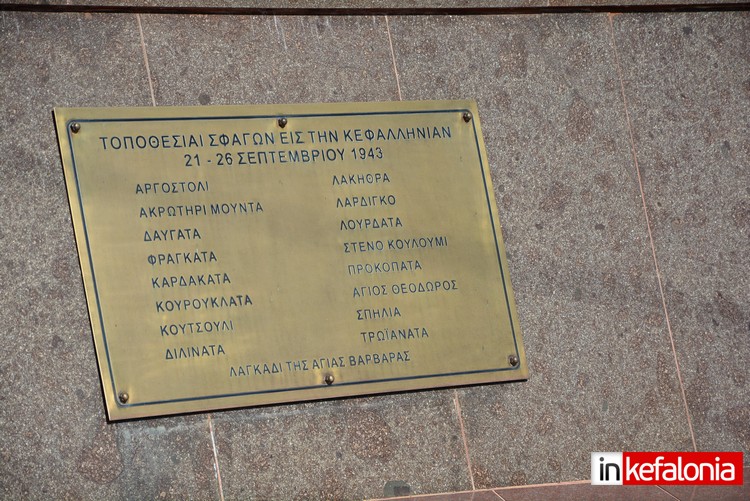 ΤΟΠΟΘΕΣΙΑΙ ΣΦΑΓΩΝ ΕΙΣ ΤΗΝ ΚΕΦΑΛΛΗΝΙΑΝ
21 - 26 ΣΕΠΤΕΜΒΡΙΟΥ 1943
ΑΡΓΟΣΤΟΛΙ
ΑΚΡΩΤΗΡΙ ΜΟΥΝΤΑ
ΔΑΥΓΑΤΑ
ΦΡΑΓΚΑΤΑ
ΚΑΡΔΑΚΑΤΑ
ΚΟΥΡΟΥΚΛΑΤΑ
ΚΟΥΤΣΟΥΛΙ
ΔΙΛΙΝΑΤΑ
ΛΑΚΗΘΡΑ
ΛΑΡΔΙΓΚΟ
ΛΟΥΡΔΑΤΑ
ΣΤΕΝΟ ΚΟΥΛΟΥΜΙ
ΠΡΟΚΟΠΑΤΑ
ΑΓΙΟΣ ΘΕΟΔΩΡΟΣ
ΣΠΗΛΙΑ
ΤΡΩΪΑΝΑΤΑ
ΛΑΓΚΑΔΙ ΤΗΣ ΑΓΙΑΣ ΒΑΡΒΑΡΑΣ
inkefalonia